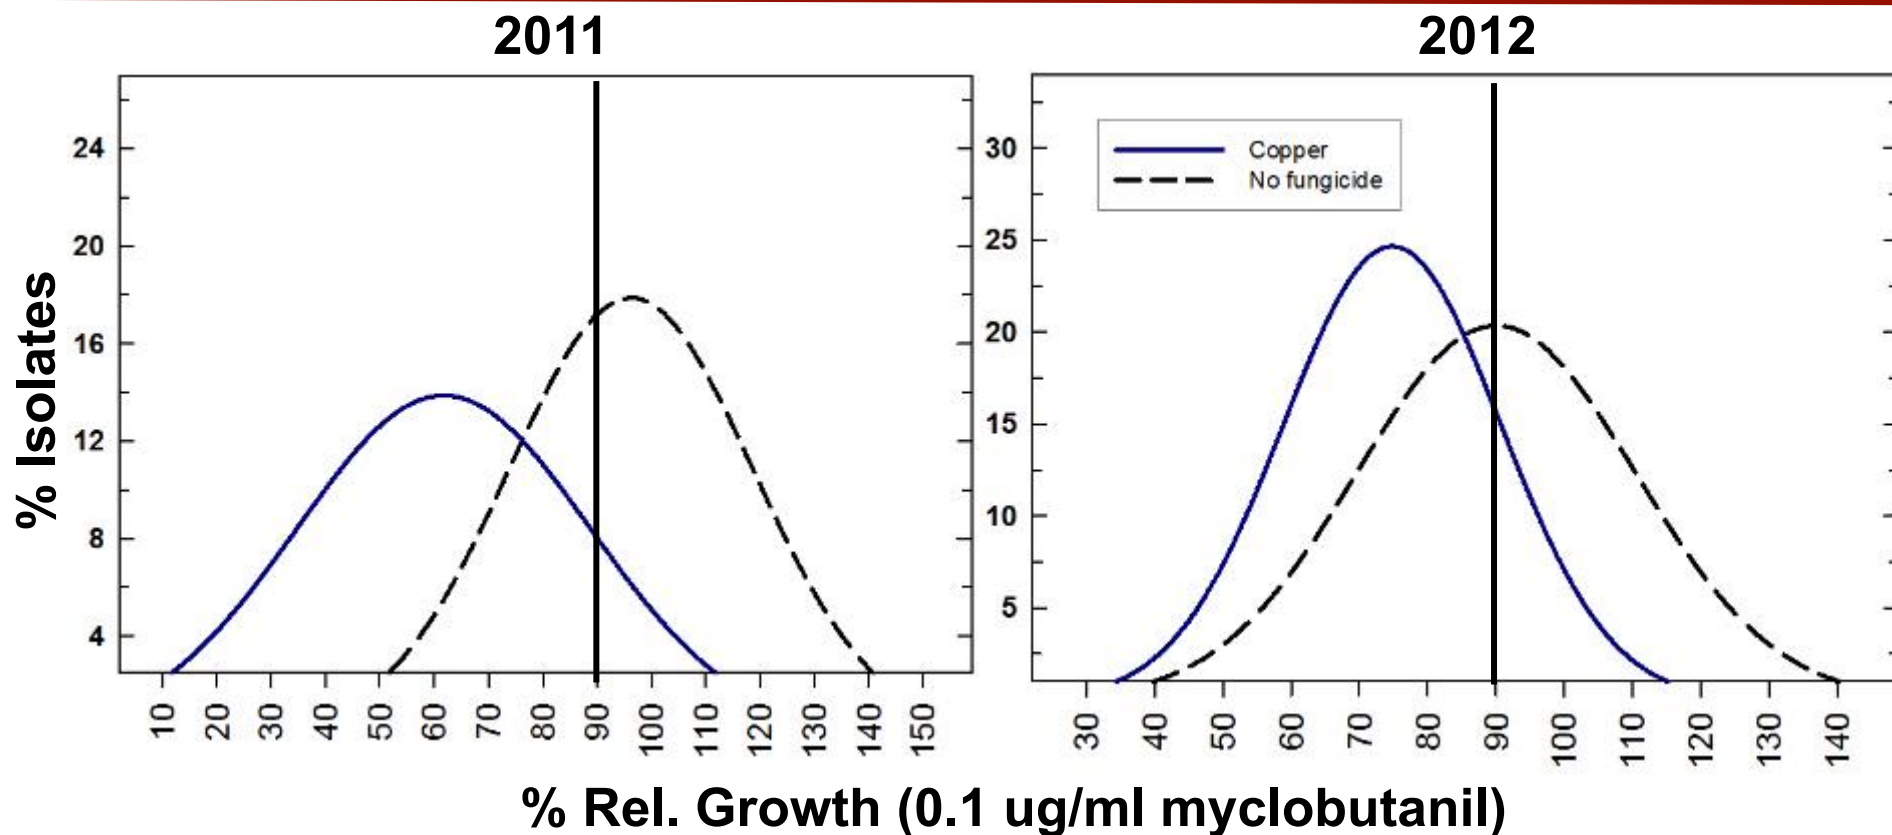 2011
2012
24
20
16
12
8
4
30
25
20
15
10
5
Copper
No fungicide
% Isolates
10 20 30 40 50 60 70 80 90 100 110 120 130 140 150
30 40 50 60 70 80 90 100 110 120 130 140
% Rel. Growth (0.1 ug/ml myclobutanil)